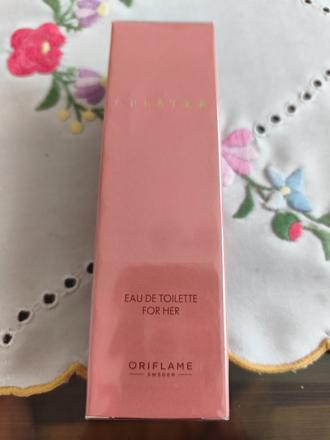 EAU DE TOILETTE
FOR HER
ORIFLAME
SWEDEN